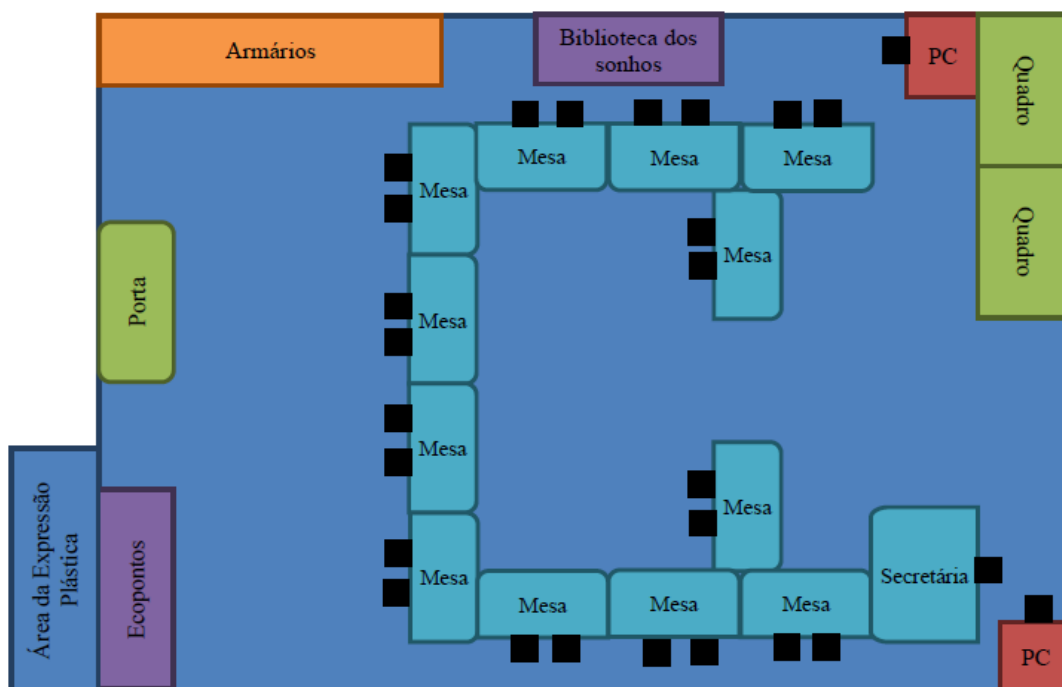 Armários
Biblioteca dos
sonhos
PC
Quadro
Mesa
Mesa
Mesa
Mesa
Mesa
Quadro
Porta
Mesa
Mesa
Mesa
Área da Expressão
Plástica
Ecopontos
Mesa
Mesa
Mesa
Mesa
Secretária
PC